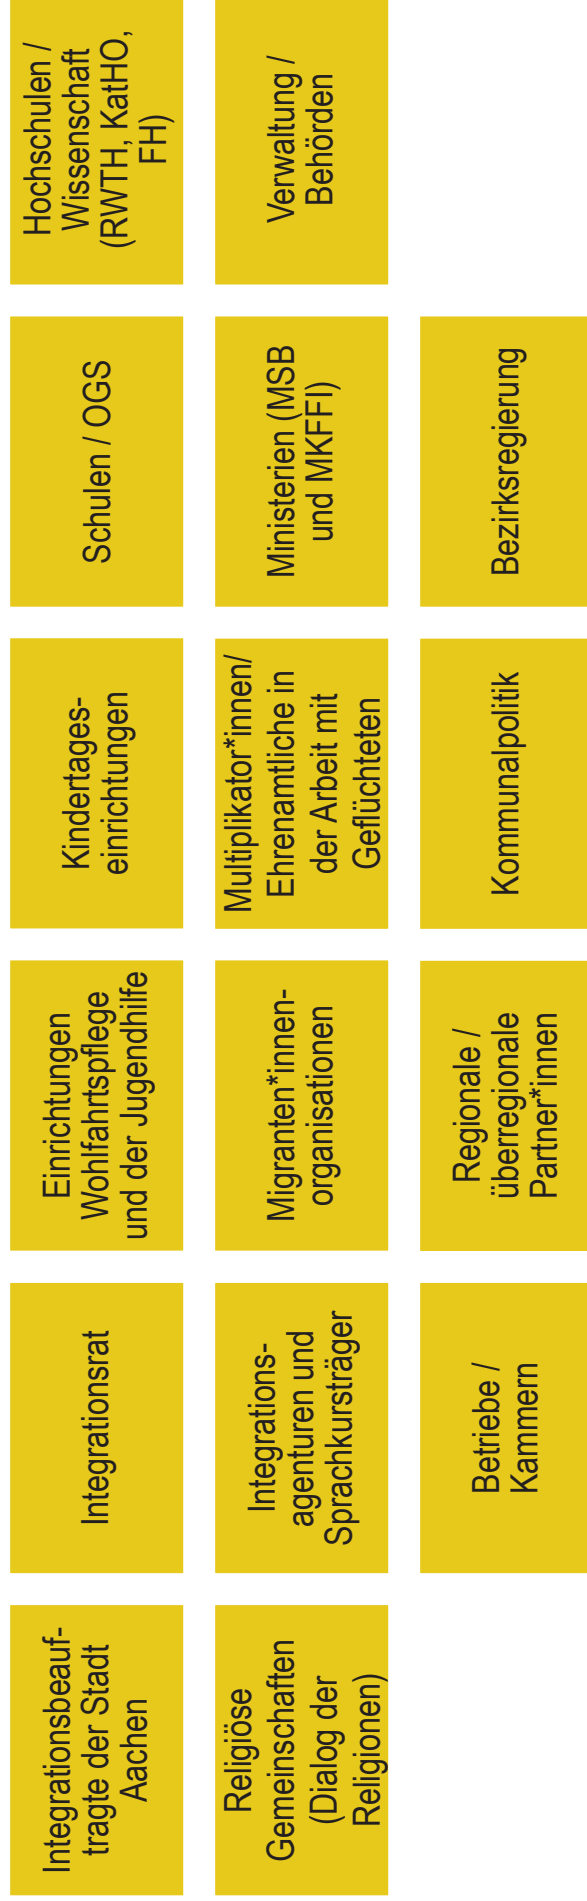 Integrationsbeauf-
tragte der Stadt
Aachen
Integrationsrat
Einrichtungen
Wohlfahrtspflege
und der Jugendhilfe
Kindertages-
einrichtungen
Schulen / OGS
Hochschulen /
Wissenschaft
(RWTH, KatHO,
FH)
Religiöse
Gemeinschaften
(Dialog der
Religionen)
Integrations-
agenturen und
Sprachkursträger
Migranten*innen-
organisationen
Multiplikator*innen/
Ehrenamtliche in
der Arbeit mit
Geflüchteten
Ministerien (MSB
und MKFFI)
Verwaltung /
Behörden
Betriebe /
Kammern
Regionale /
überregionale
Partner*innen
Kommunalpolitik
Bezirksregierung